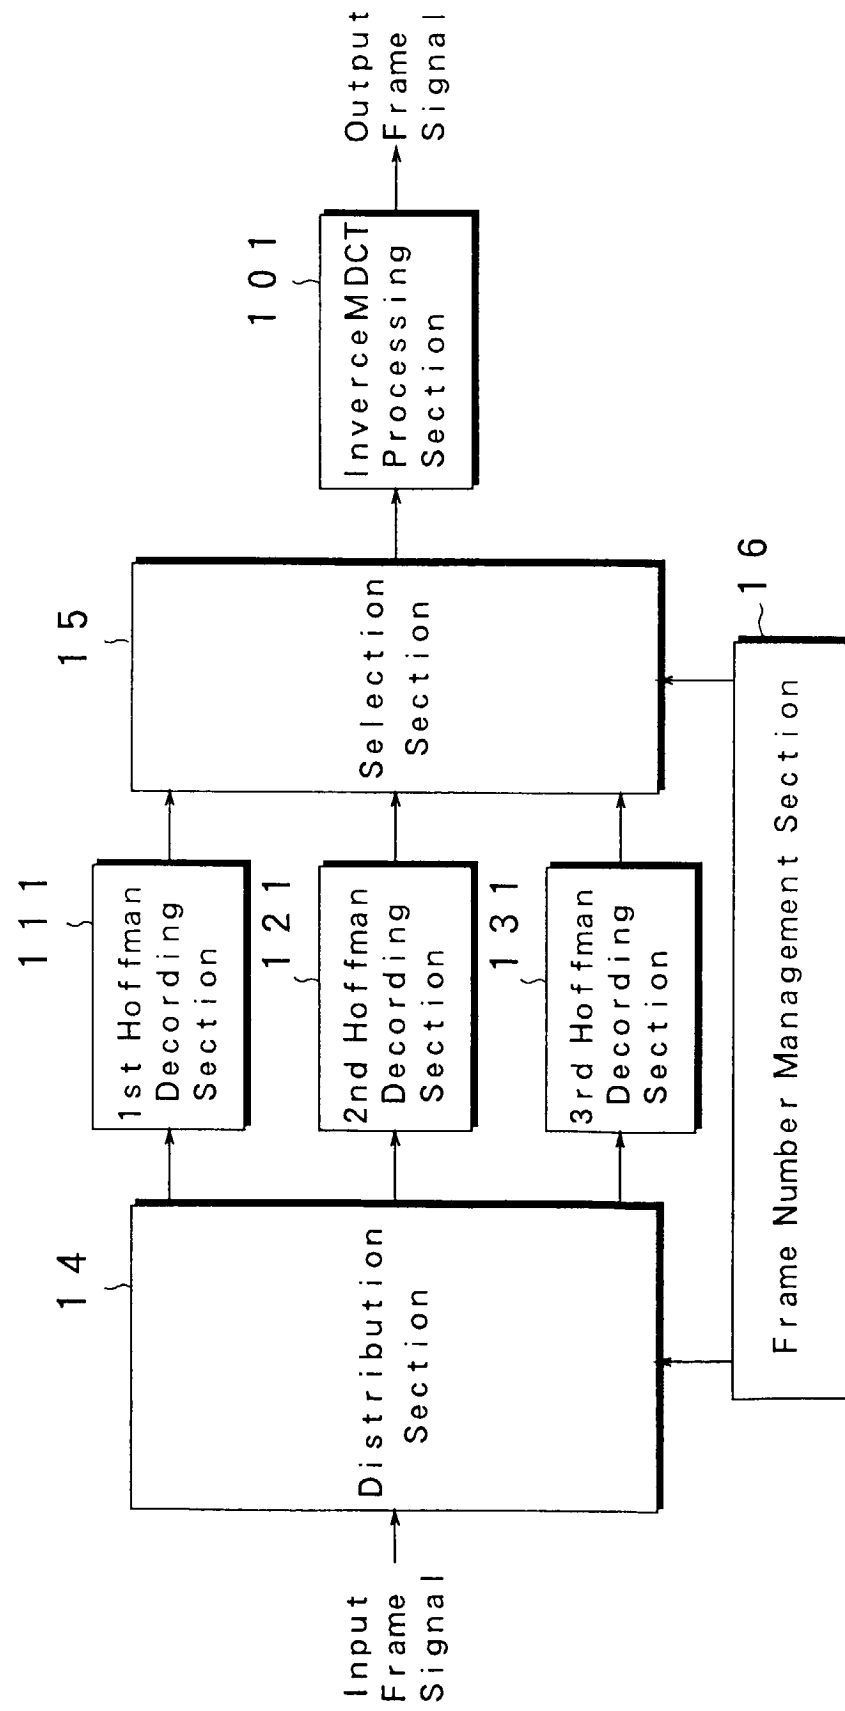 Input
Frame
Signal
14
Distribution
Section
111
1st Hoffman
Decording
Section
121
2nd Hoffman
Decording
Section
131
3rd Hoffman
Decording
Section
15
Selection
Section
101
InverceMDCT
Processing
Section
Output
Frame
Signal
16
Frame Number Management Section